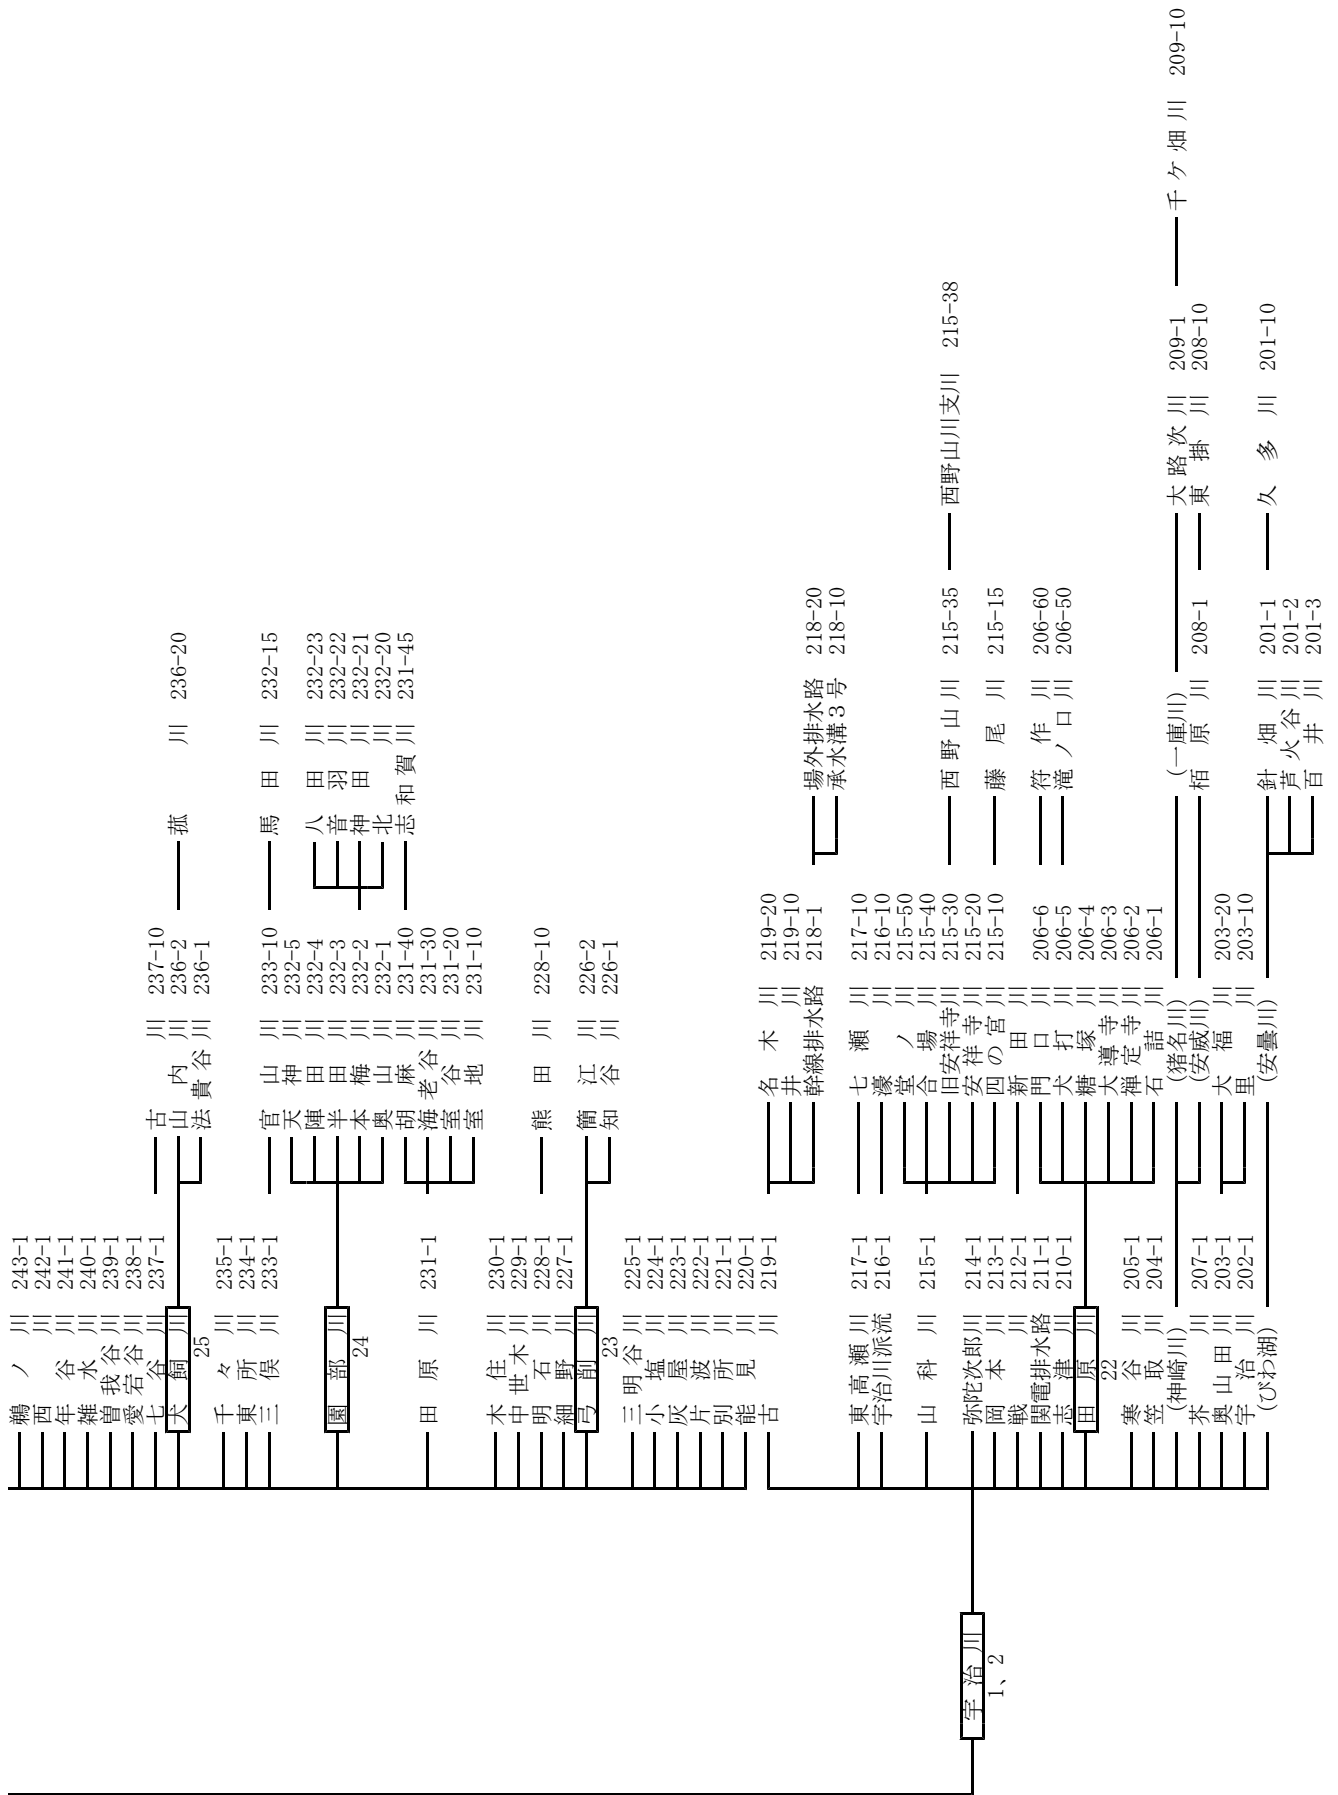 鵜ノ川 243-1
西川 242-1
年谷川 241-1
雑水川 240-1
曽我谷川 239-1
愛宕谷川 238-1
七谷川 237-1
古川 237-10
犬飼川
25
山内川 236-2
法貴谷川 236-1
菰川 236-20
千々川 235-1
東所川 234-1
三俣川 233-1
官山川 233-10
馬田川 232-15
園部川
24
天神川 232-5
陣田川 232-4
半田川 232-3
本梅川 232-2
奥山川 232-1
八田川 232-23
音羽川 232-22
神田川 232-21
北川 232-20
田原川 231-1
胡麻川 231-40
海老谷川 231-30
室谷川 231-20
室地川 231-10
志和賀川 231-45
木住川 230-1
中世木川 229-1
明石川 228-1
熊田川 228-10
細野川 227-1
弓削川
23
簡江川 226-2
知谷川 226-1
三明谷川 225-1
小塩川 224-1
灰屋川 223-1
片波川 222-1
別所川 221-1
能見川 220-1
宇治川
1、2
古川 219-1
名木川 219-20
井川 219-10
幹線排水路 218-1
場外排水路 218-20
承水溝3号 218-10
東高瀬川 217-1
七瀬川 217-10
宇治川派流 216-1
濠川 216-10
山科川 215-1
堂ノ川 215-50
合場川 215-40
旧安祥寺川 215-30
安祥寺川 215-20
四の宮川 215-10
西野山川 215-35
西野山川支川 215-38
藤尾川 215-15
弥陀次郎川 214-1
岡本川 213-1
戦川 212-1
新田川
関電排水路 211-1
志津川 210-1
田原川
22
門口川 206-6
犬打川 206-5
糠塚川 206-4
大導寺川 206-3
禅定寺川 206-2
石詰川 206-1
符作川 206-60
滝ノ口川 206-50
寒谷川 205-1
笠取川 204-1
(神崎川)
(猪名川)
(一庫川)
大路次川 209-1
千ケ畑川 209-10
(安威川)
栢原川 208-1
東掛川 208-10
芥川 207-1
奥山田川 203-1
大福川 203-20
里川 203-10
宇治川 202-1
(びわ湖)
(安曇川)
針畑川 201-1
芦火谷川 201-2
百井川 201-3
久多川 201-10